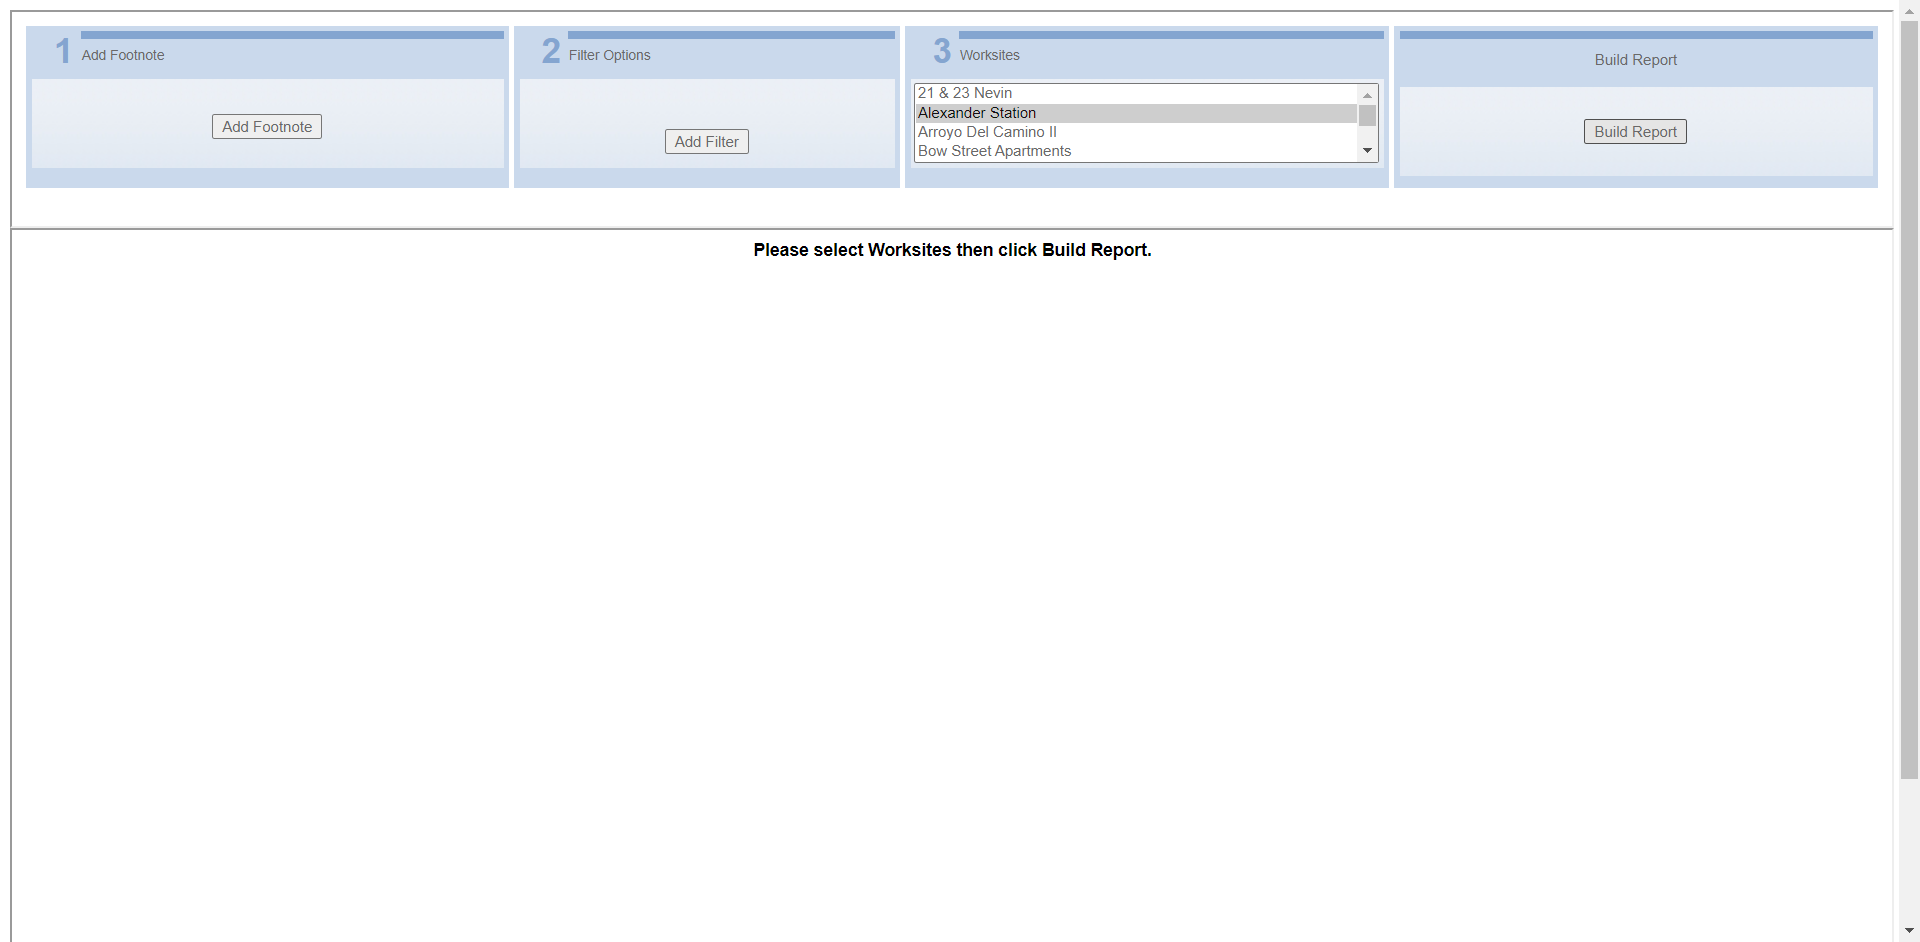 1 Add Footnote
Add Footnote
2 Filter Options
Add Filter
3 Worksites
21 & 23 Nevin
Alexander Station
Arroyo Del Camino II
Bow Street Apartments
Build Report
Build Report
Please select Worksites then click Build Report.